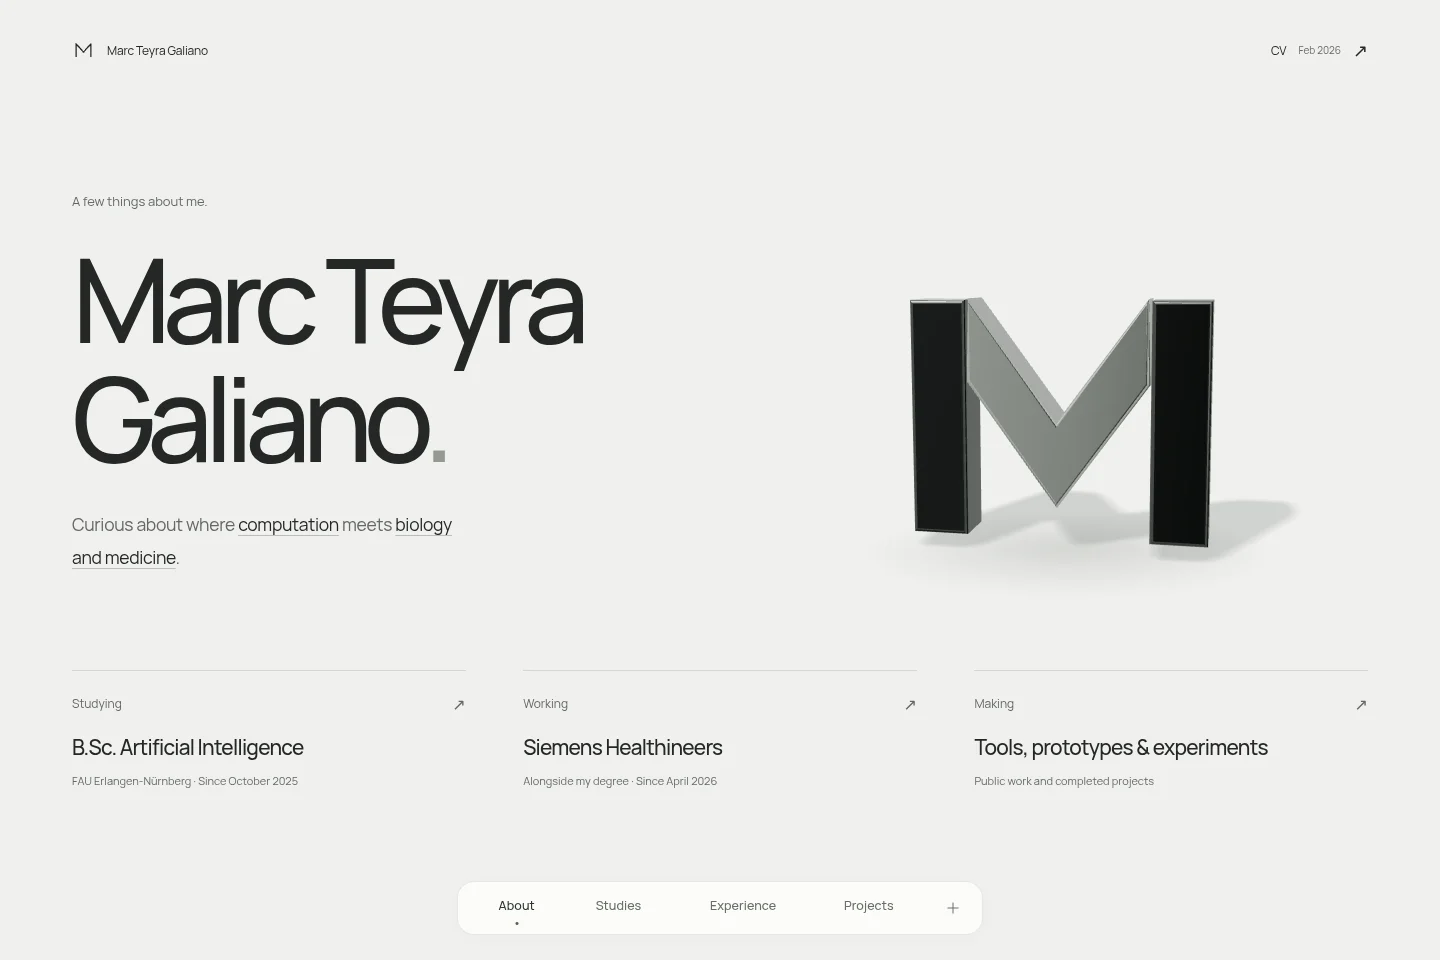 M Marc Teyra Galiano
CV Feb 2026 ↗
A few things about me.
Marc Teyra
Galiano.
Curious about where computation meets biology
and medicine.
M
Studying ↗
B.Sc. Artificial Intelligence
FAU Erlangen-Nürnberg · Since October 2025
Working ↗
Siemens Healthineers
Alongside my degree · Since April 2026
Making ↗
Tools, prototypes & experiments
Public work and completed projects
About Studies Experience Projects +